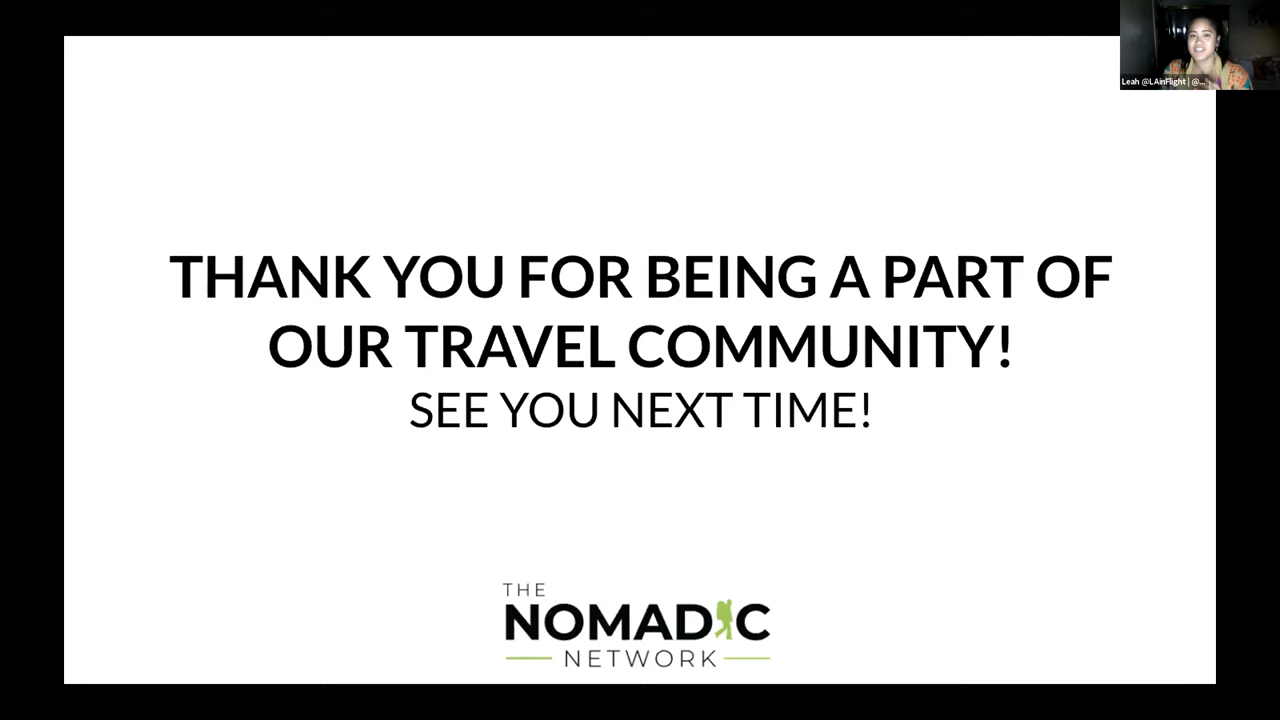 Leah @LAinFlight | @...
THANK YOU FOR BEING A PART OF
OUR TRAVEL COMMUNITY!
SEE YOU NEXT TIME!
THE
NOMADIC
NETWORK